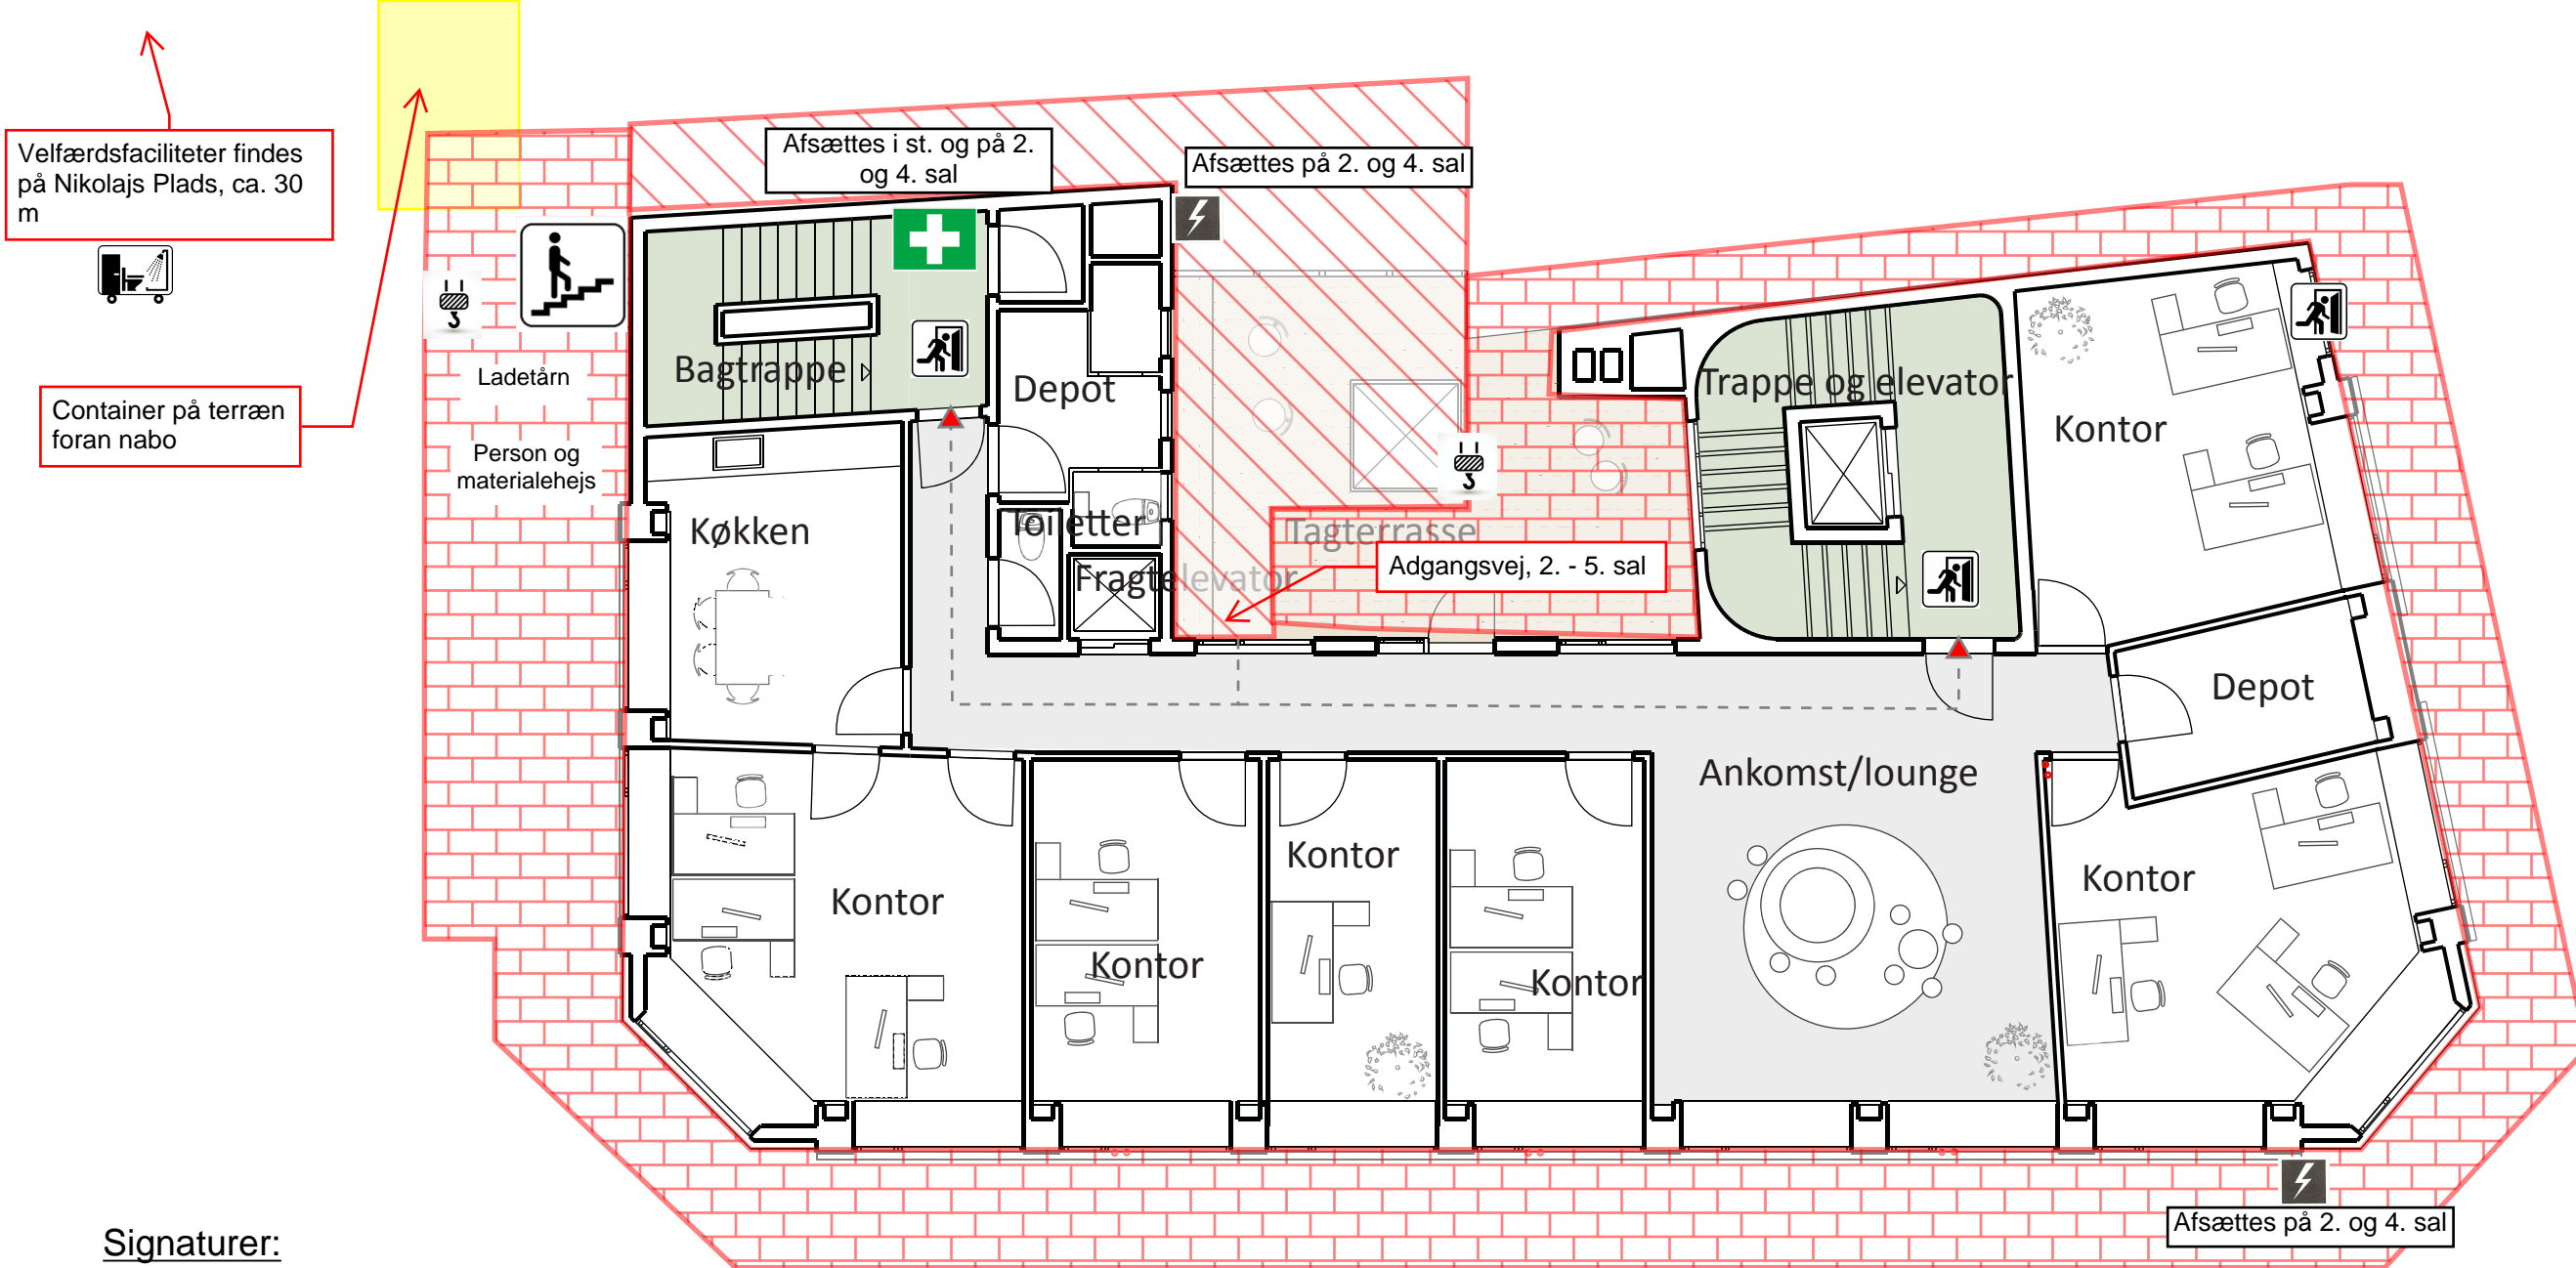 Velfærdsfaciliteter findes
på Nikolajs Plads, ca. 30
m
Afsættes i st. og på 2.
og 4. sal
Afsættes på 2. og 4. sal
Ladetårn
Container på terræn
foran nabo
Person og
materialehejs
Bagtrappe
Depot
Trappe og elevator
Kontor
Køkken
Toiletter
Tagterrasse
Fragtelevator
Adgangsvej, 2. - 5. sal
Depot
Ankomst/lounge
Kontor
Kontor
Kontor
Kontor
Kontor
Afsættes på 2. og 4. sal
Signaturer: